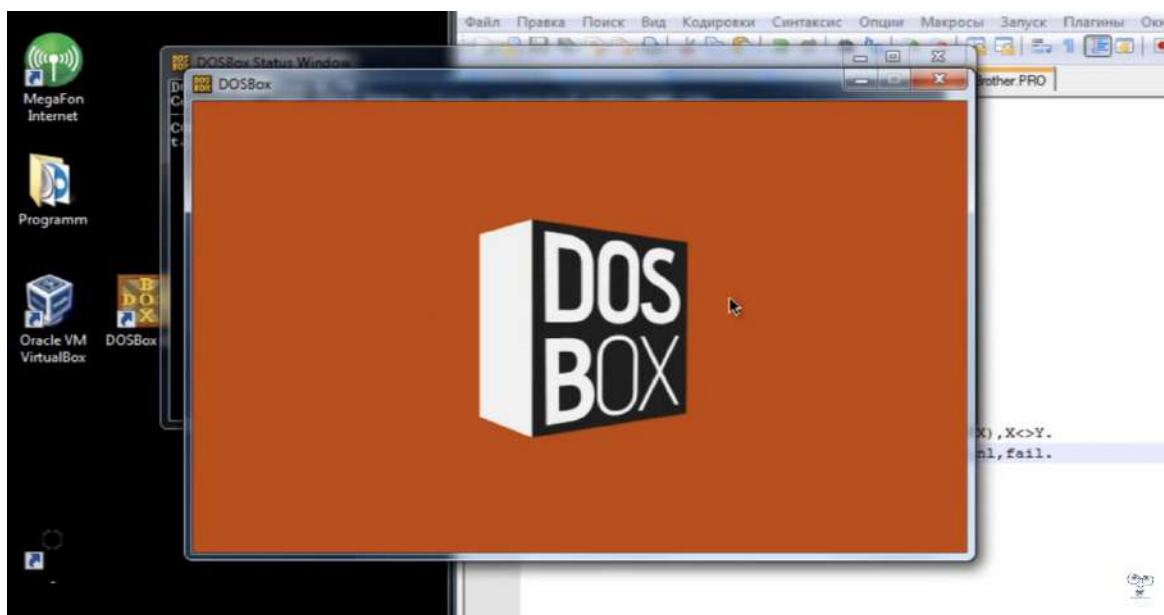 Файл Правка Поиск Вид Кодировки Синтаксис Опции Макросы Запуск Плагины
DOSBox Status Window
DOSBox
Brother.PRO
MegaFon
Internet
Programm
DOS
BOX
Oracle VM
VirtualBox
DOSBox
X),X<>Y.
nl,fail.